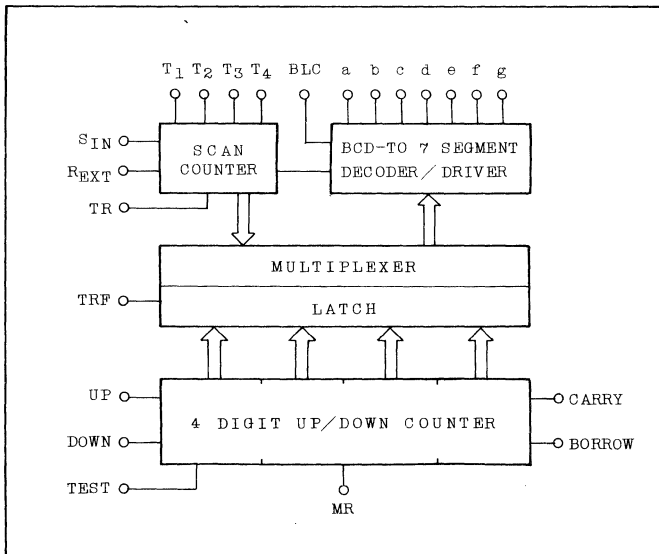 T1 T2 T3 T4 BLC a b c d e f g
SIN
REXT
TR
SCAN
COUNTER
BCD-TO 7 SEGMENT
DECODER/DRIVER
MULTIPLEXER
TRF
LATCH
UP
DOWN
TEST
4 DIGIT UP/DOWN COUNTER
CARRY
BORROW
MR